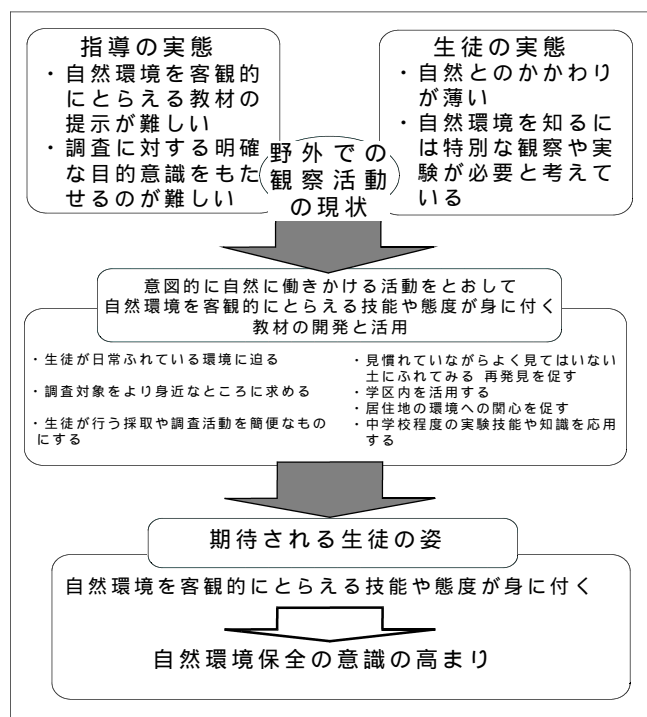 指導の実態
・自然環境を客観的
にとらえる教材の
提示が難しい
・調査に対する明確
な目的意識をもた
せるのが難しい
生徒の実態
・自然とのかかわり
が薄い
・自然環境を知るに
は特別な観察や実
験が必要と考えて
いる
野外での
観察活動
の現状
意図的に自然に働きかける活動をとおして
自然環境を客観的にとらえる技能や態度が身に付く
教材の開発と活用
・生徒が日常ふれている環境に迫る
・調査対象をより身近なところに求める
・生徒が行う採取や調査活動を簡便なもの
にする
・見慣れていながらよく見てはいない
土にふれてみる 再発見を促す
・学区内を活用する
・居住地の環境への関心を促す
・中学校程度の実験技能や知識を応用
する
期待される生徒の姿
自然環境を客観的にとらえる技能や態度が身に付く
自然環境保全の意識の高まり